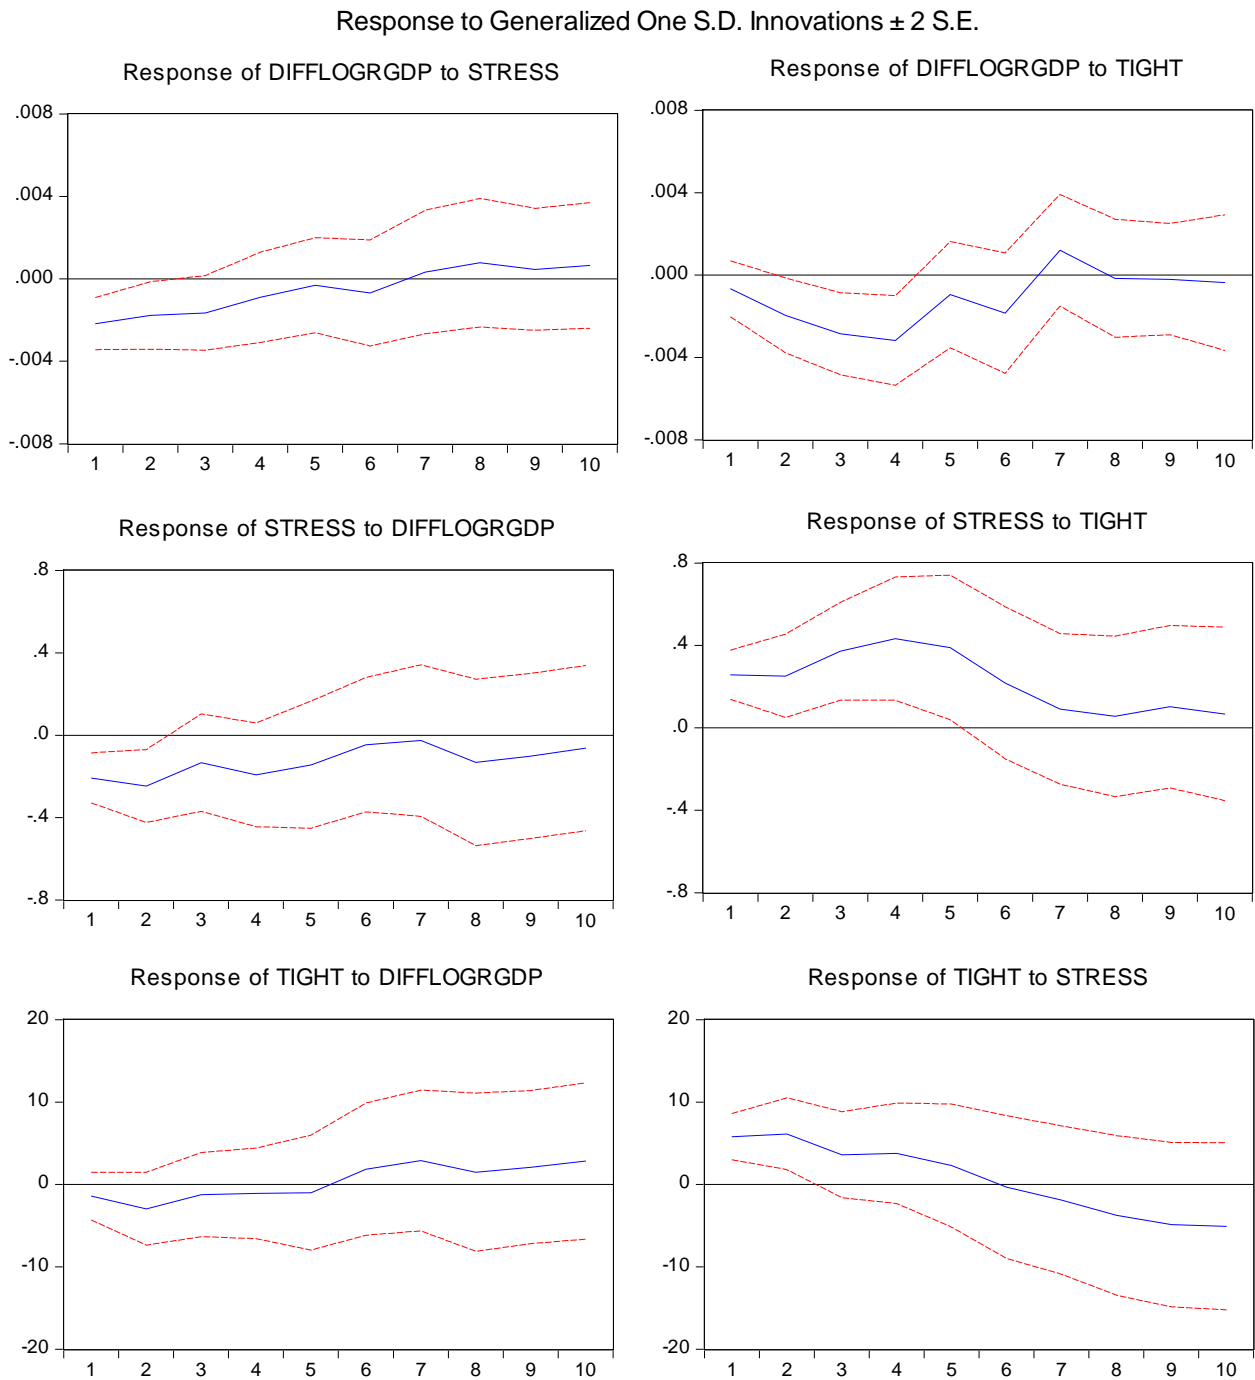 Response to Generalized One S.D. Innovations ± 2 S.E.
Response of DIFFLOGRGDP to STRESS
.008
.004
.000
-.004
-.008
1 2 3 4 5 6 7 8 9 10
Response of DIFFLOGRGDP to TIGHT
.008
.004
.000
-.004
-.008
1 2 3 4 5 6 7 8 9 10
Response of STRESS to DIFFLOGRGDP
.8
.4
.0
-.4
-.8
1 2 3 4 5 6 7 8 9 10
Response of STRESS to TIGHT
.8
.4
.0
-.4
-.8
1 2 3 4 5 6 7 8 9 10
Response of TIGHT to DIFFLOGRGDP
20
10
0
-10
-20
1 2 3 4 5 6 7 8 9 10
Response of TIGHT to STRESS
20
10
0
-10
-20
1 2 3 4 5 6 7 8 9 10